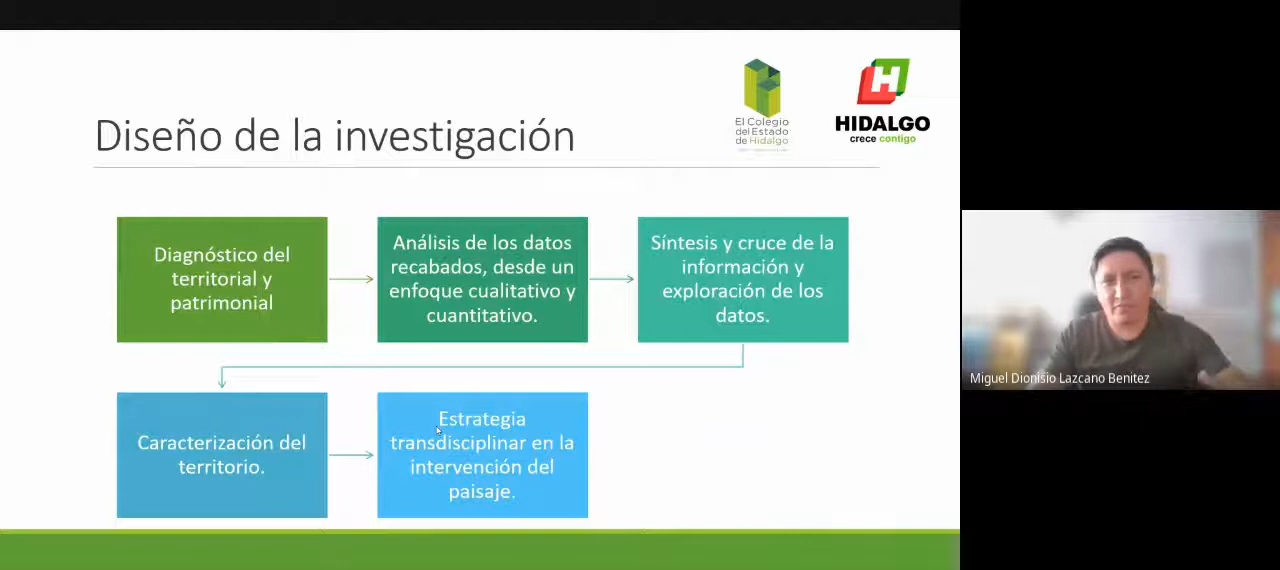 El Colegio
del Estado
de Hidalgo
H
HIDALGO
crece contigo
Diseño de la investigación
Diagnóstico del
territorial y
patrimonial
Análisis de los datos
recabados, desde un
enfoque cualitativo y
cuantitativo.
Síntesis y cruce de la
información y
exploración de los
datos.
Caracterización del
territorio.
Estrategia
transdisciplinar en la
intervención del
paisaje.
Miguel Dionisio Lazcano Benitez